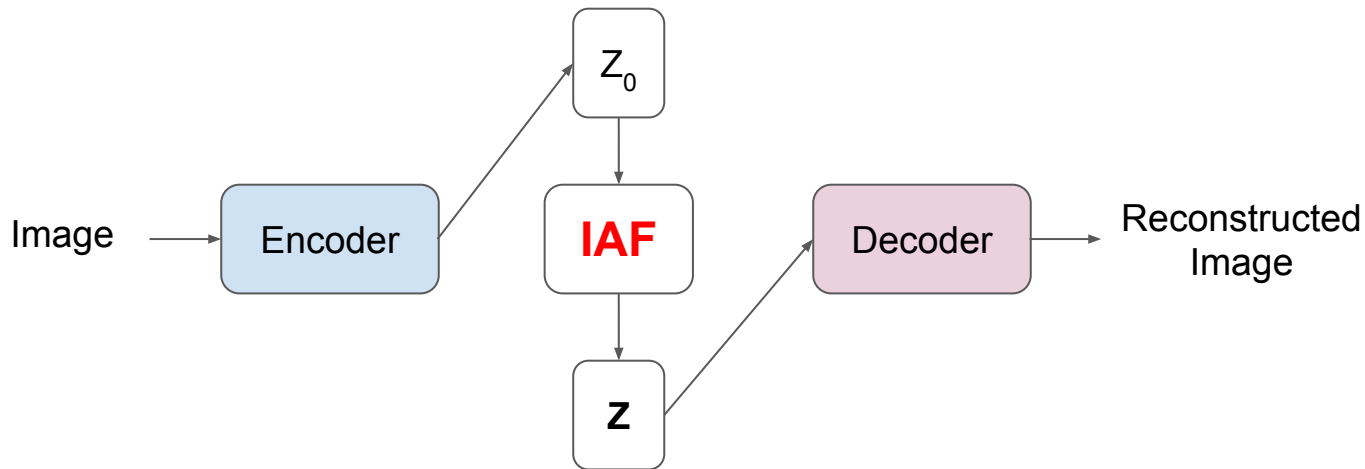 Image
Encoder
Z₀
IAF
z
Decoder
Reconstructed
Image